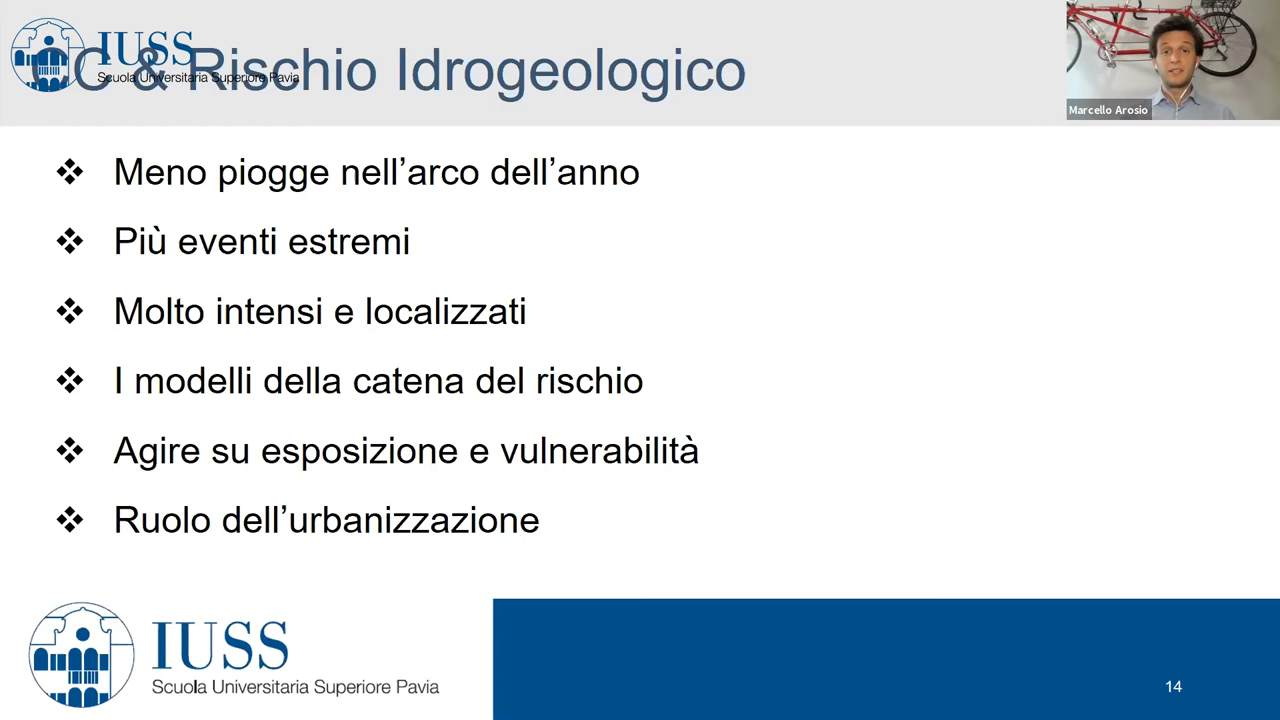 IUSS
Scuola Universitaria Superiore Pavia
CC & Rischio Idrogeologico
Marcello Arosio
❖ Meno piogge nell’arco dell’anno
❖ Più eventi estremi
❖ Molto intensi e localizzati
❖ I modelli della catena del rischio
❖ Agire su esposizione e vulnerabilità
❖ Ruolo dell’urbanizzazione
IUSS
Scuola Universitaria Superiore Pavia
14